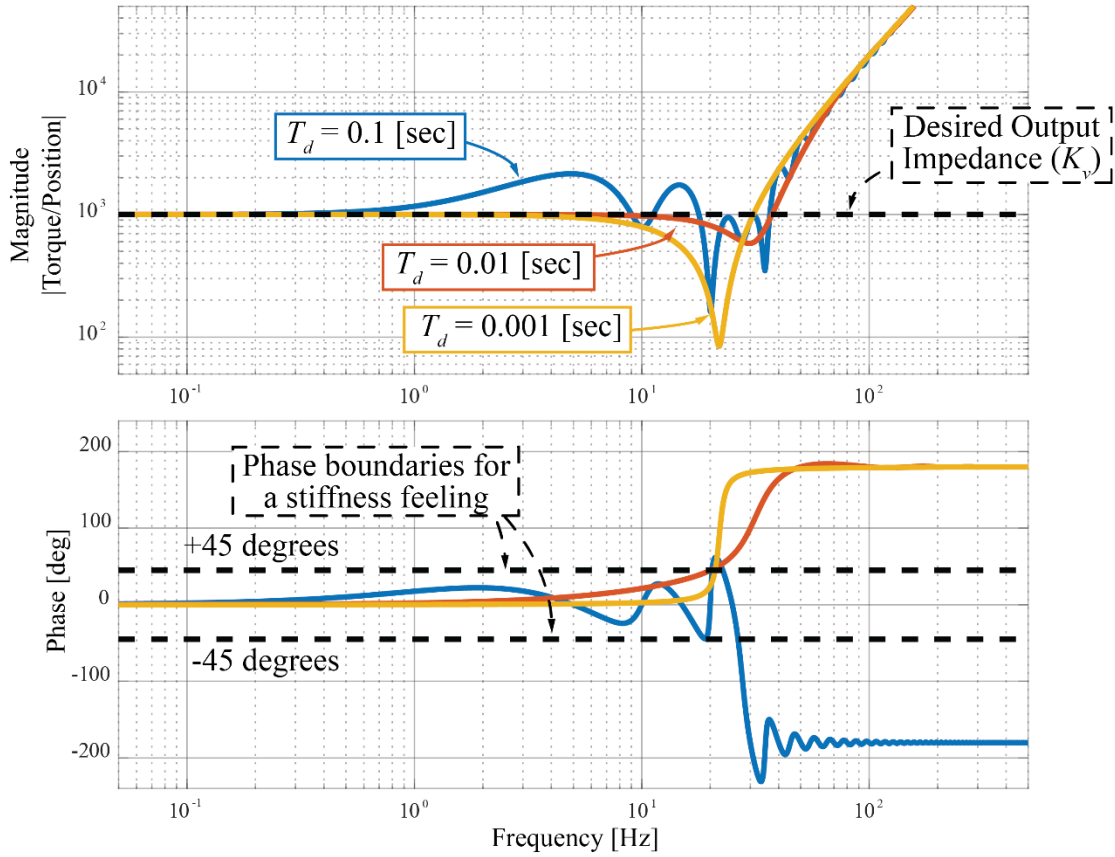 10^4
10^3
10^2
Magnitude
|Torque/Position|
T_d = 0.1 [sec]
T_d = 0.01 [sec]
T_d = 0.001 [sec]
Desired Output
Impedance (K_v)
10^-1
10^0
10^1
10^2
200
100
0
-100
-200
Phase [deg]
Phase boundaries for
a stiffness feeling
+45 degrees
-45 degrees
10^-1
10^0
10^1
10^2
Frequency [Hz]